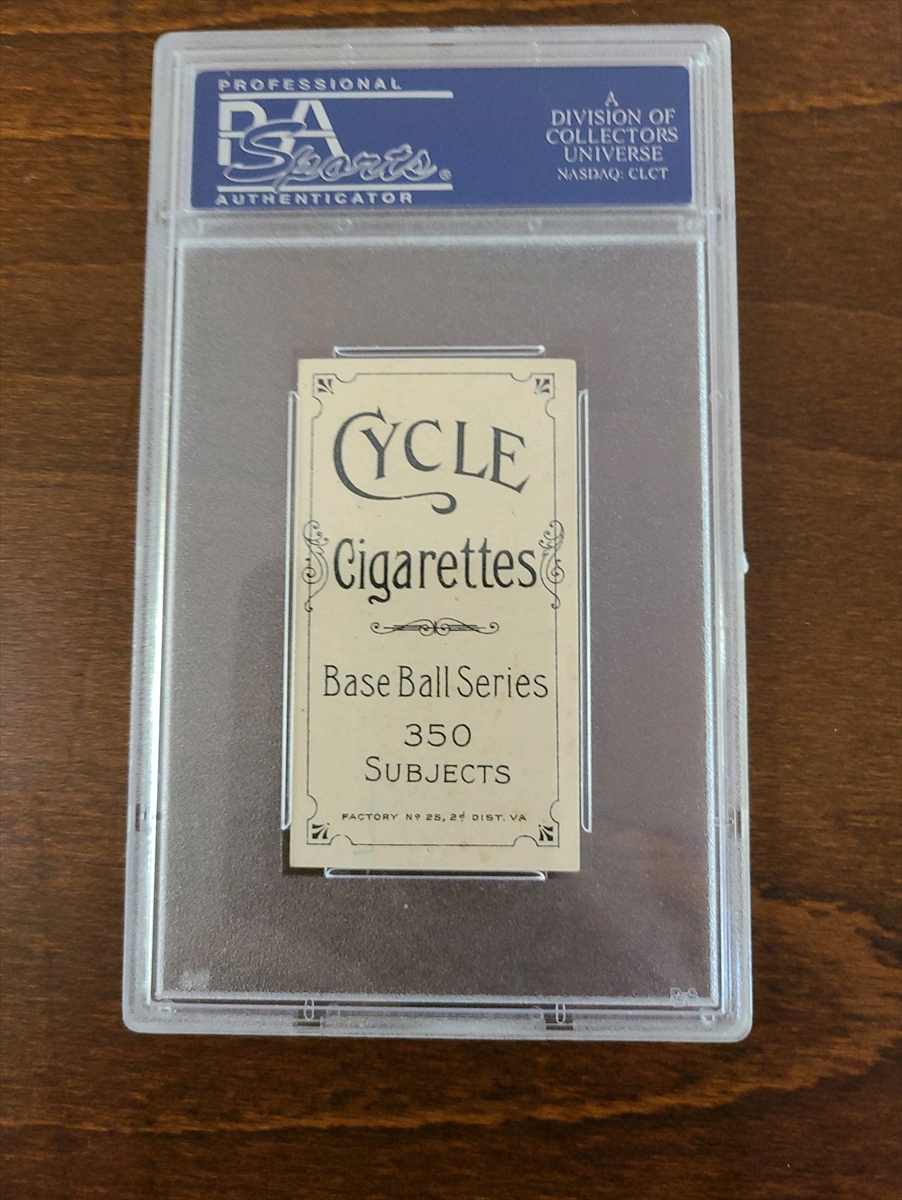 PROFESSIONAL
PSA
Sports®
AUTHENTICATOR
A
DIVISION OF
COLLECTORS
UNIVERSE
NASDAQ: CLCT
CYCLE
Cigarettes
Base Ball Series
350
SUBJECTS
FACTORY Nº 25, 2d DIST. VA